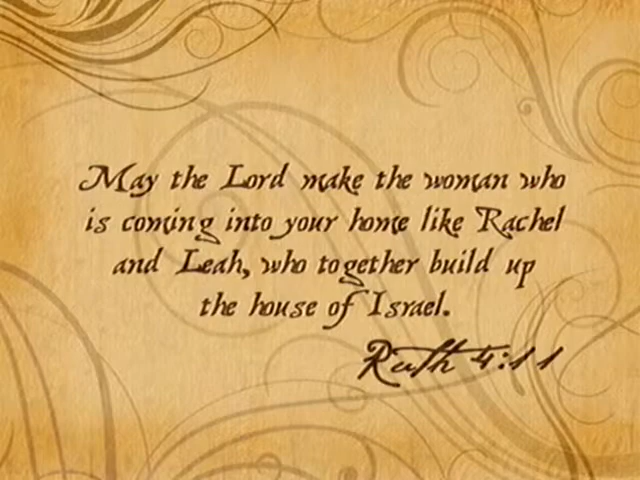 May the Lord make the woman who
is coming into your home like Rachel
and Leah, who together build up
the house of Israel.
Ruth 4:11